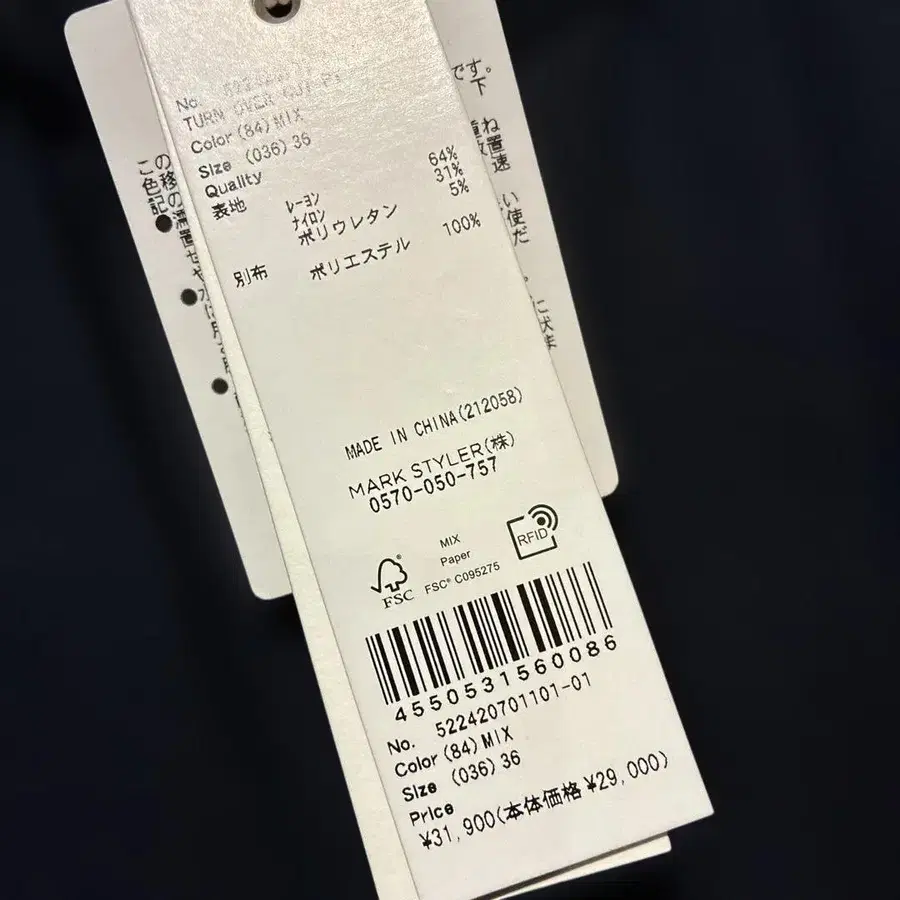 No.
TURN OVER CUT
Color (84) MIX
Size (036) 36
Quality
表地 レーヨン 64%
ナイロン 31%
ポリウレタン 5%
別布 ポリエステル 100%
MADE IN CHINA(212058)
MARK STYLER(株)
0570-050-757
MIX
Paper
FSC® C095275
FSC
RFID
4550531560086
No. 522420701101-01
Color (84) MIX
Size (036) 36
Price
¥31,900(本体価格 ¥29,000)
です。
下